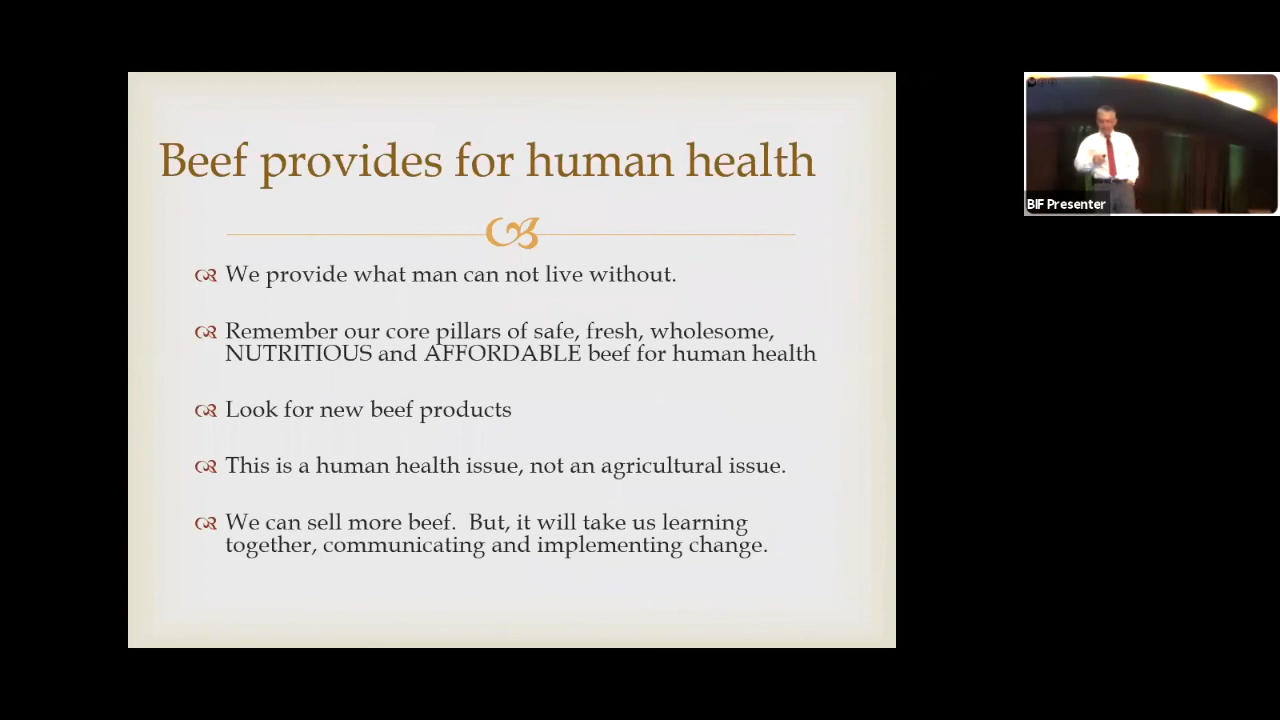 Beef provides for human health
We provide what man can not live without.
Remember our core pillars of safe, fresh, wholesome,
NUTRITIOUS and AFFORDABLE beef for human health
Look for new beef products
This is a human health issue, not an agricultural issue.
We can sell more beef.  But, it will take us learning
together, communicating and implementing change.
BIF Presenter